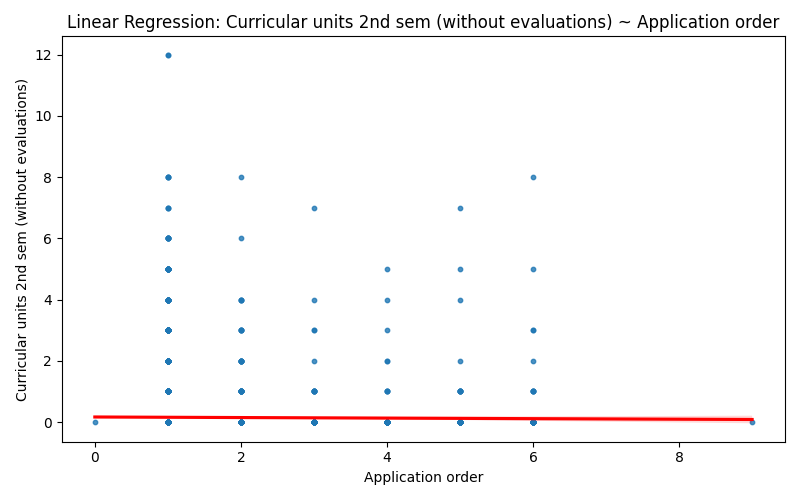 Linear Regression: Curricular units 2nd sem (without evaluations) ~ Application order
Curricular units 2nd sem (without evaluations)
12
10
8
6
4
2
0
0 2 4 6 8
Application order